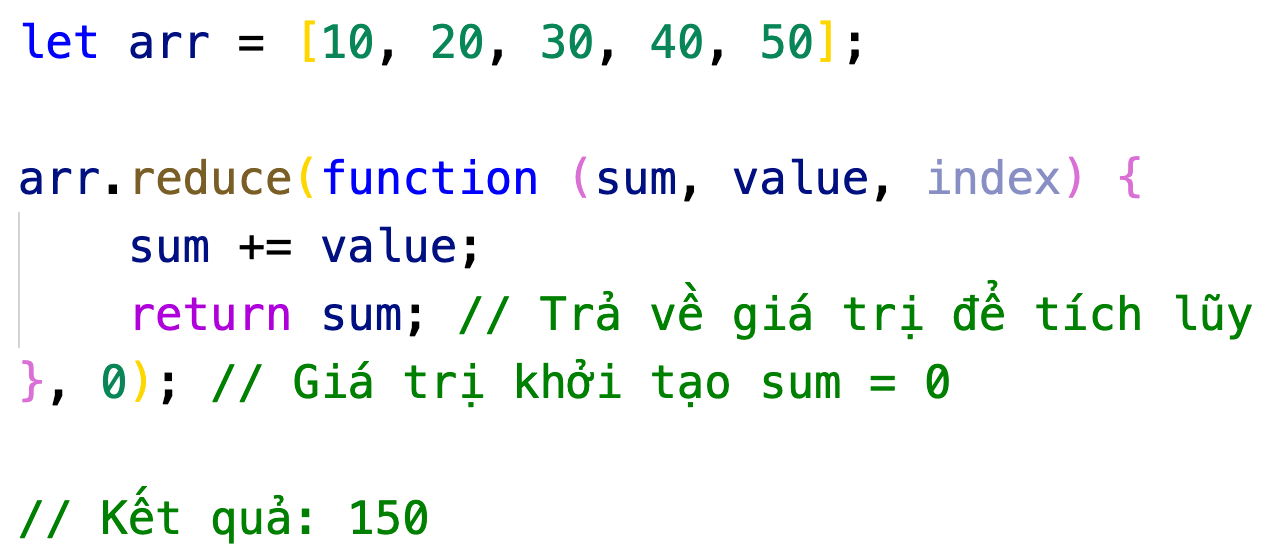 let arr = [10, 20, 30, 40, 50];
arr.reduce(function (sum, value, index) {
    sum += value;
    return sum; // Trả về giá trị để tích lũy
}, 0); // Giá trị khởi tạo sum = 0
// Kết quả: 150